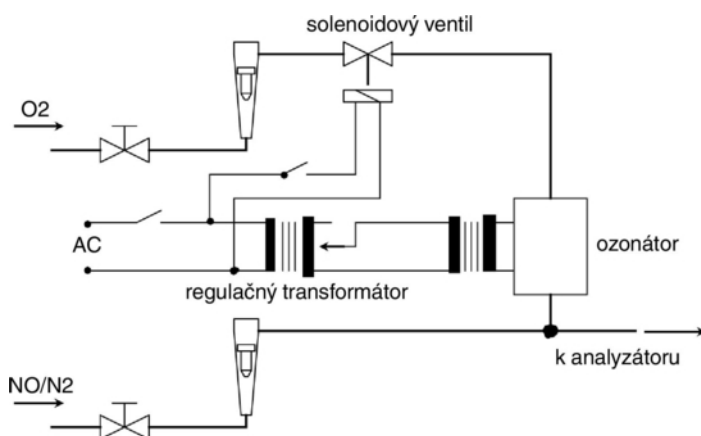 solenoidový ventil
O2
AC
ozonátor
regulačný transformátor
k analyzátoru
NO/N2